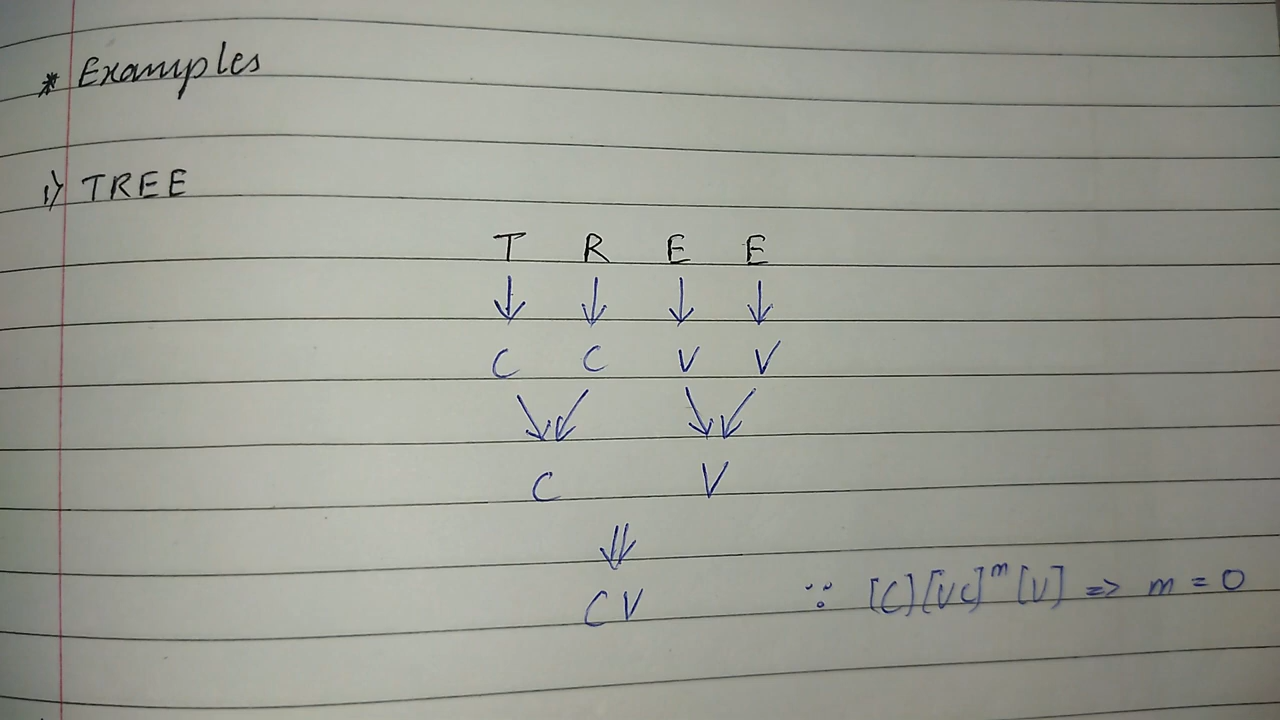 * Examples
1) TREE
T R E E
↓ ↓ ↓ ↓
C C V V
C V
CV ∵ [C][VC]^m[V] => m = 0